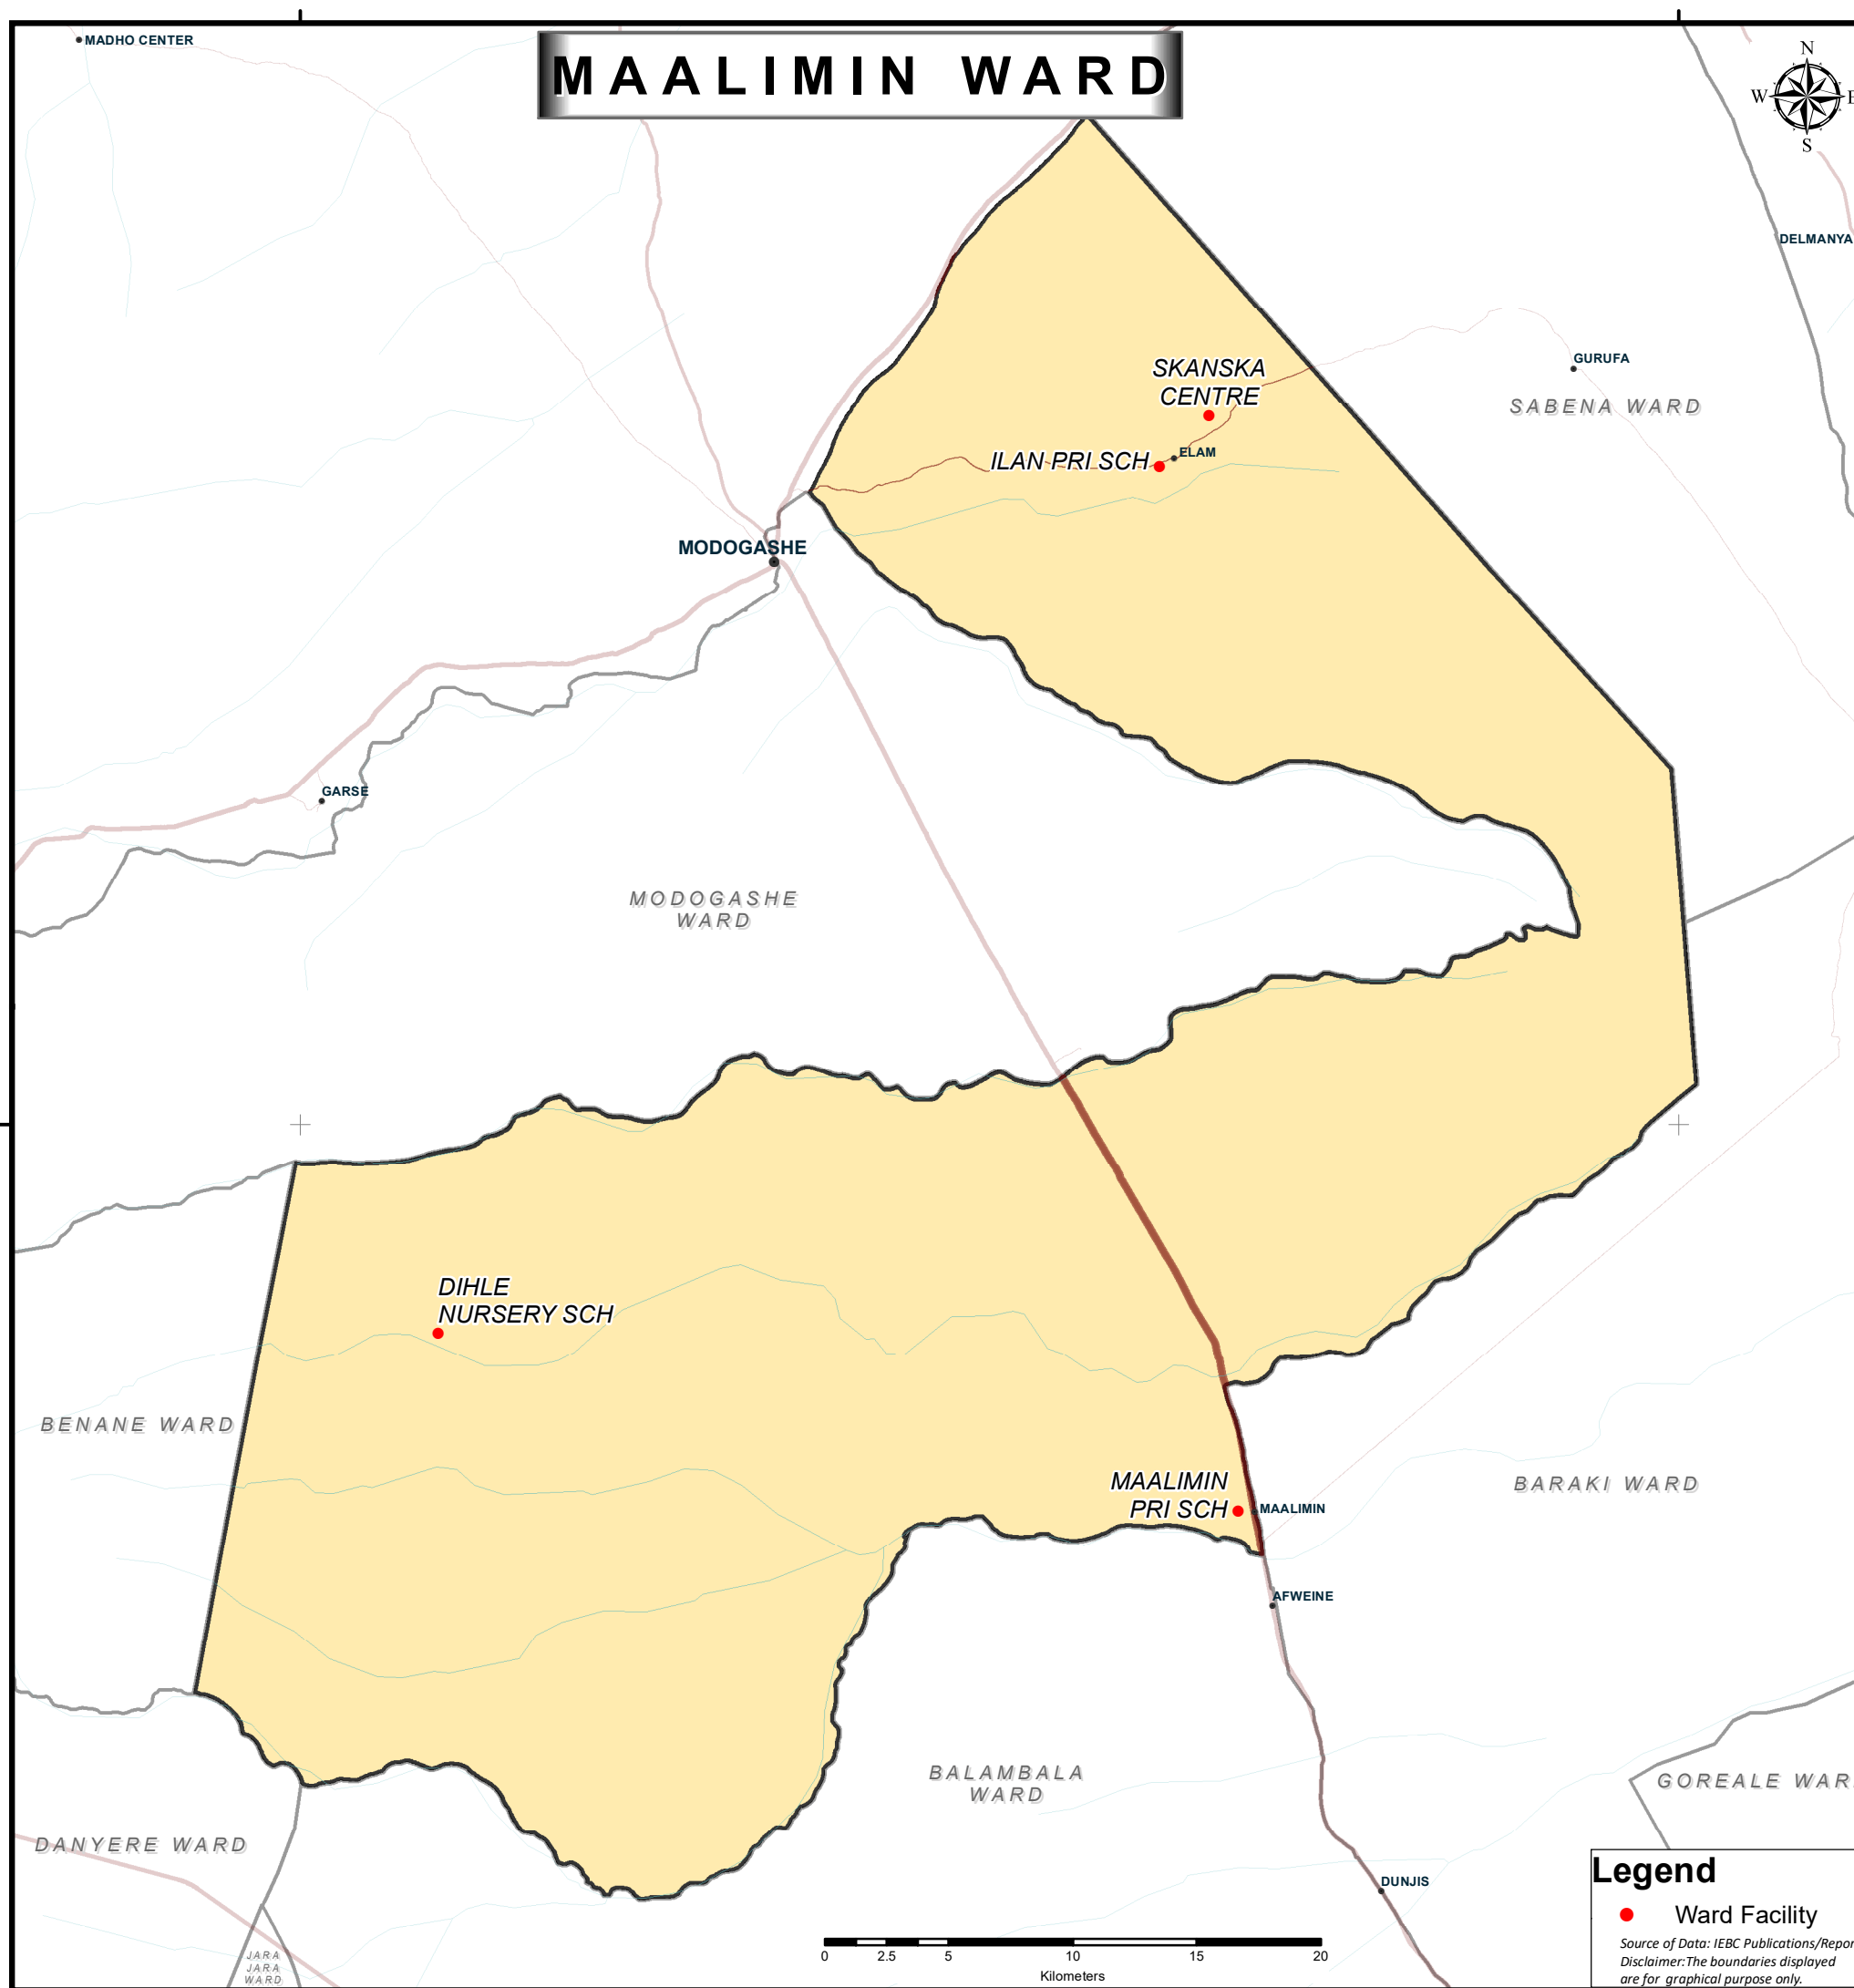 MADHO CENTER
MAALIMIN WARD
N
W
E
S
DELMANYA
SKANSKA
CENTRE
GURUFA
SABENA WARD
ILAN PRI SCH
ELAM
MODOGASHE
GARSE
MODOGASHE
WARD
DIHLE
NURSERY SCH
BENANE WARD
MAALIMIN
PRI SCH
MAALIMIN
BARAKI WARD
AFWEINE
BALAMBALA
WARD
GOREALE WAR
DANYERE WARD
DUNJIS
JARA
JARA
WARD
0 2.5 5 10 15 20
Kilometers
Legend
Ward Facility
Source of Data: IEBC Publications/Repor
Disclaimer:The boundaries displayed
are for graphical purpose only.